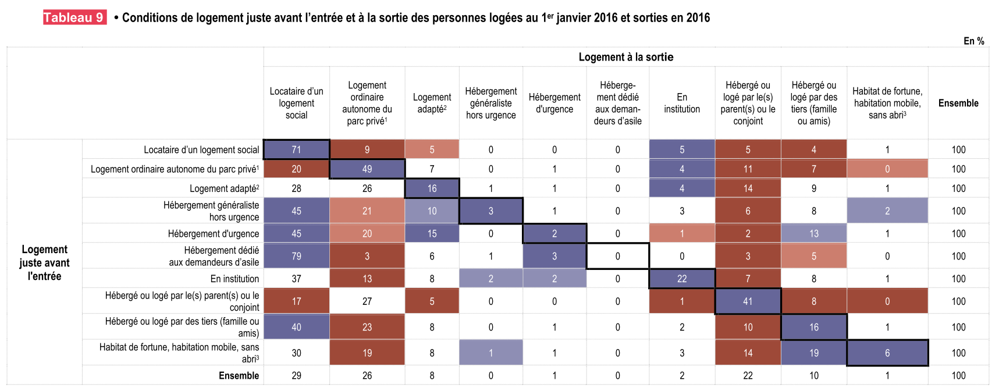 Tableau 9 • Conditions de logement juste avant l’entrée et à la sortie des personnes logées au 1er janvier 2016 et sorties en 2016
En %
Logement à la sortie
Locataire d’un
logement
social
Logement
ordinaire
autonome du
parc privé1
Logement
adapté2
Hébergement
généraliste
hors urgence
Hébergement
d'urgence
Héberge-
ment dédié
aux deman-
deurs d’asile
En
institution
Hébergé ou
logé par le(s)
parent(s) ou le
conjoint
Hébergé ou
logé par des
tiers (famille
ou amis)
Habitat de fortune,
habitation mobile,
sans abri3
Ensemble
Logement
juste avant
l'entrée
Locataire d’un logement social 71 9 5 0 0 0 5 5 4 1 100
Logement ordinaire autonome du parc privé1 20 49 7 0 1 0 4 11 7 0 100
Logement adapté2 28 26 16 1 1 0 4 14 9 1 100
Hébergement généraliste
hors urgence 45 21 10 3 1 0 3 6 8 2 100
Hébergement d'urgence 45 20 15 0 2 0 1 2 13 1 100
Hébergement dédié
aux demandeurs d’asile 79 3 6 1 3 0 0 3 5 0 100
En institution 37 13 8 2 2 0 22 7 8 1 100
Hébergé ou logé par le(s) parent(s) ou le
conjoint 17 27 5 0 0 0 1 41 8 0 100
Hébergé ou logé par des tiers (famille ou
amis) 40 23 8 0 1 0 2 10 16 1 100
Habitat de fortune, habitation mobile, sans
abri3 30 19 8 1 1 0 3 14 19 6 100
Ensemble 29 26 8 0 1 0 2 22 10 1 100